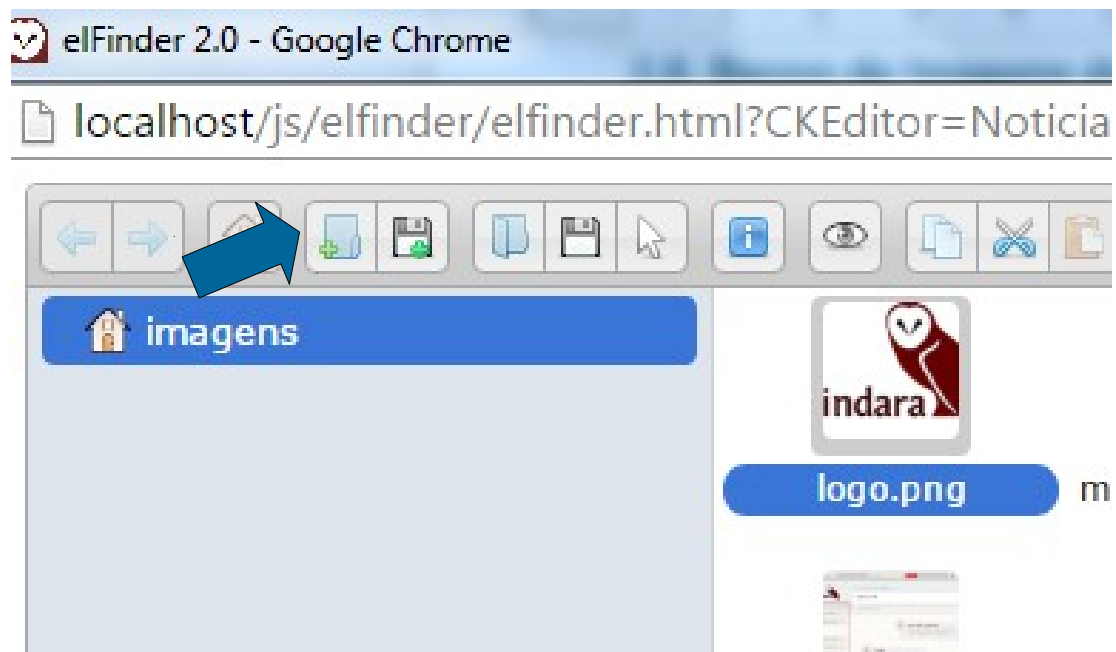 elFinder 2.0 - Google Chrome
localhost/js/elfinder/elfinder.html?CKEditor=Noticia
imagens
indara
logo.png
m